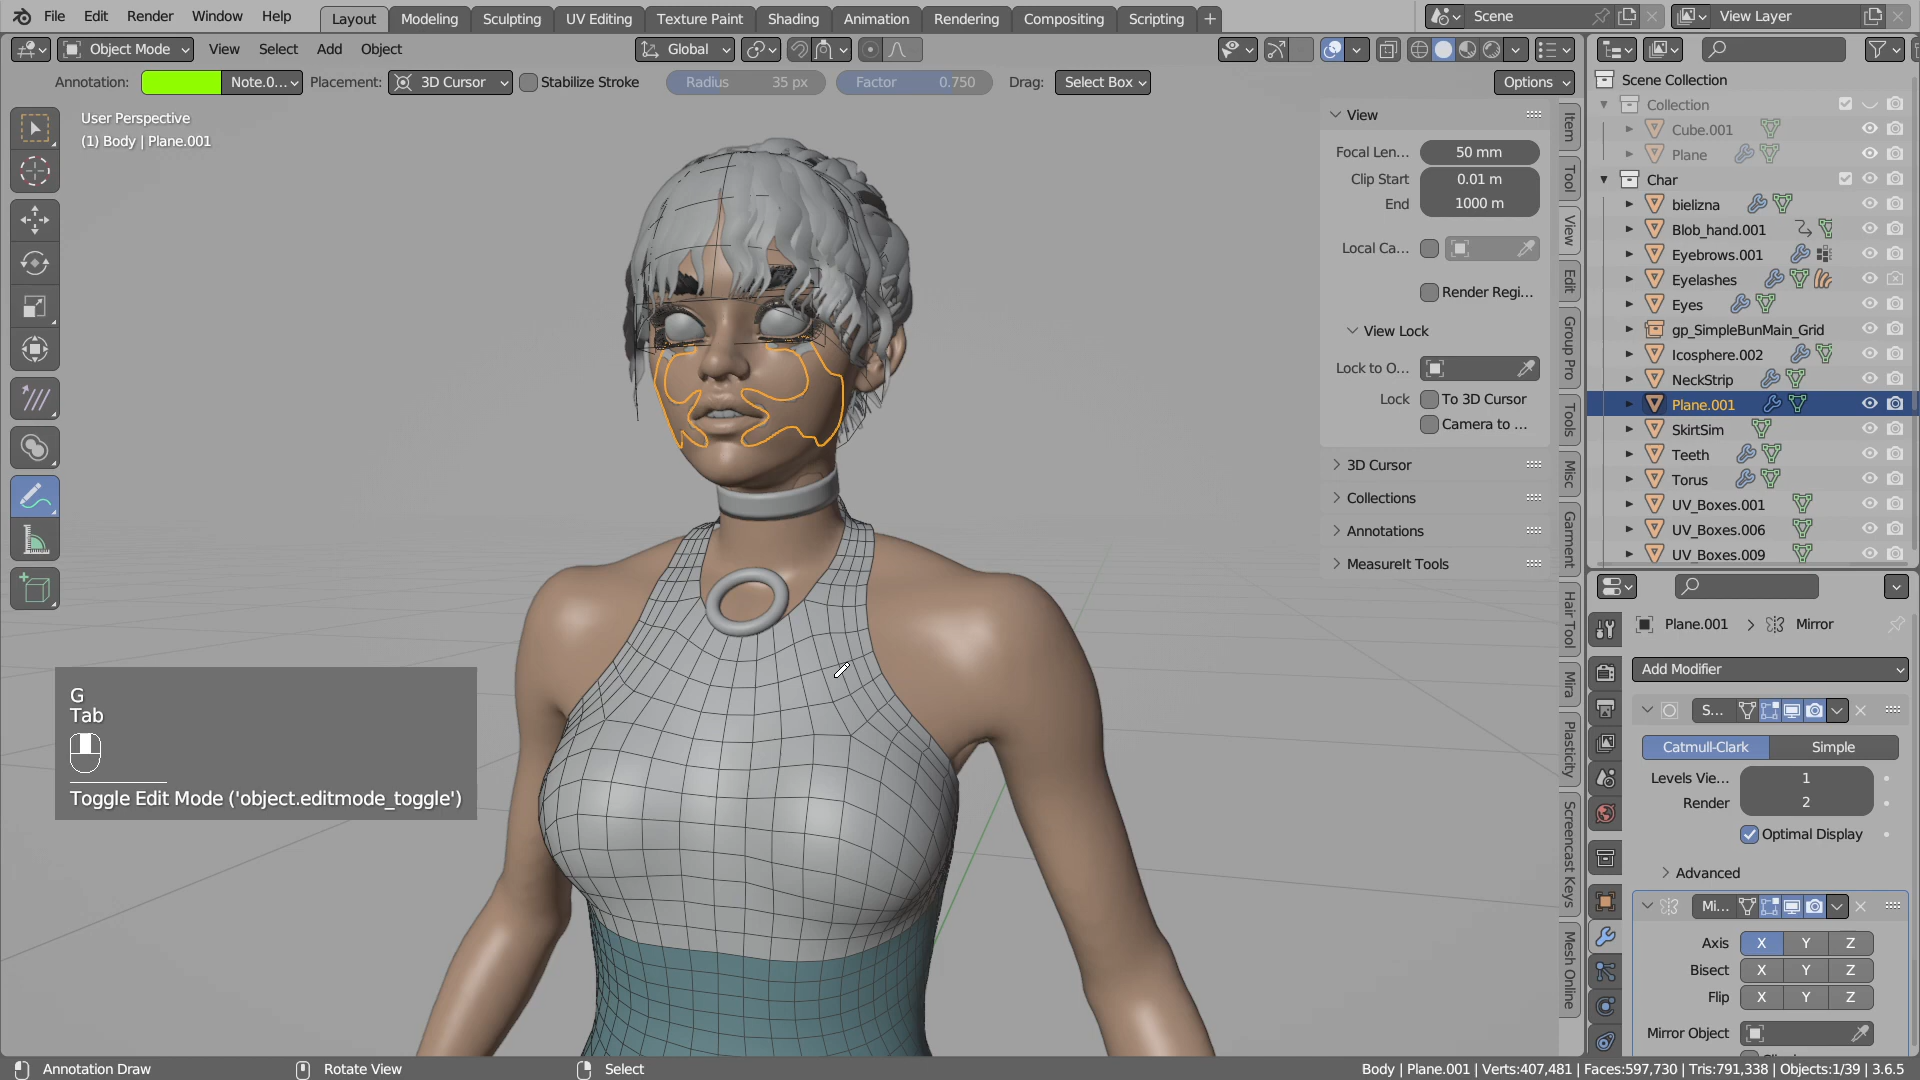 File Edit Render Window Help Layout Modeling Sculpting UV Editing Texture Paint Shading Animation Rendering Compositing Scripting + Scene View Layer
Object Mode View Select Add Object Global
Annotation: Note.0... Placement: 3D Cursor Stabilize Stroke Radius 35 px Factor 0.750 Drag: Select Box Options
User Perspective
(1) Body | Plane.001
View
Focal Len... 50 mm
Clip Start 0.01 m
End 1000 m
Local Ca...
Render Regi...
View Lock
Lock to O...
Lock To 3D Cursor
Camera to ...
3D Cursor
Collections
Annotations
MeasureIt Tools
Item
Tool
View
Edit
Group Pro
Tools
Misc
Garment
Hair Tool
Mira
Plasticity
Screencast Keys
Mesh Online
Scene Collection
Collection
Cube.001
Plane
Char
bielizna
Blob_hand.001
Eyebrows.001
Eyelashes
Eyes
gp_SimpleBunMain_Grid
Icosphere.002
NeckStrip
Plane.001
SkirtSim
Teeth
Torus
UV_Boxes.001
UV_Boxes.006
UV_Boxes.009
Plane.001 > Mirror
Add Modifier
S...
Catmull-Clark Simple
Levels Vie... 1
Render 2
Optimal Display
Advanced
Mi...
Axis X Y Z
Bisect X Y Z
Flip X Y Z
Mirror Object
G
Tab
Toggle Edit Mode ('object.editmode_toggle')
Annotation Draw Rotate View Select Body | Plane.001 | Verts:407,481 | Faces:597,730 | Tris:791,338 | Objects:1/39 | 3.6.5